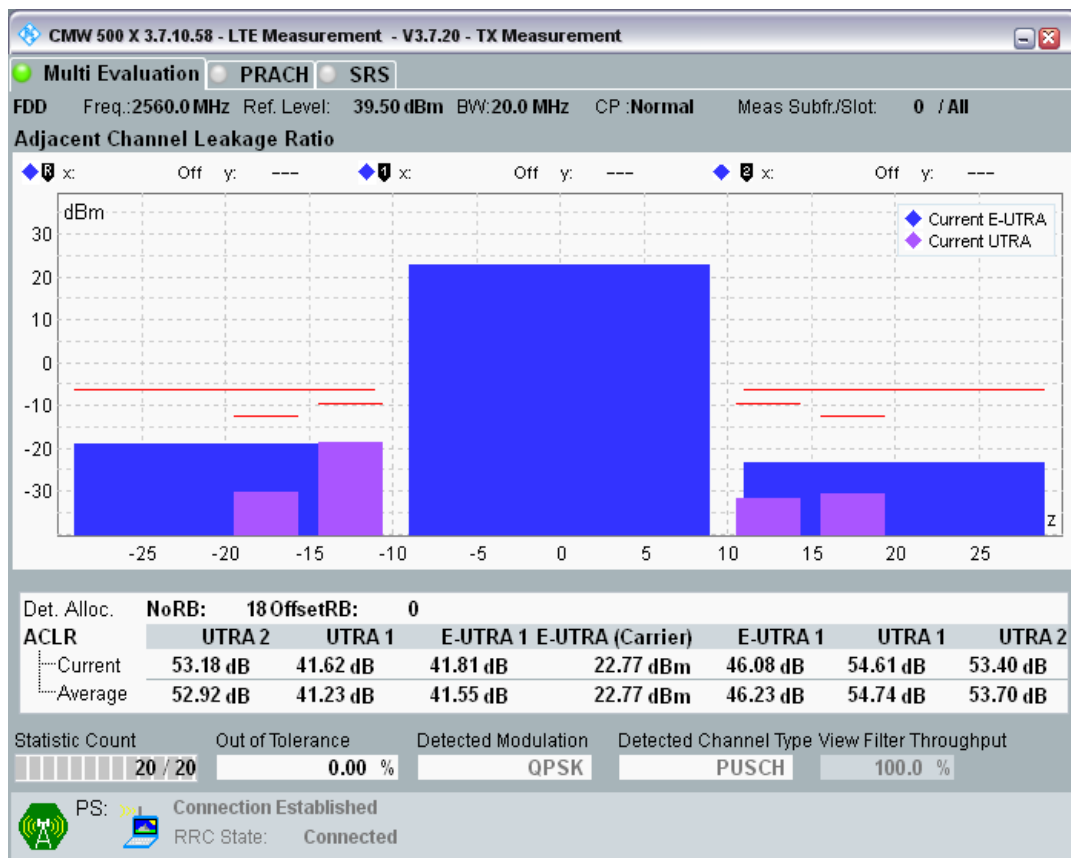 CMW 500 X 3.7.10.58 - LTE Measurement - V3.7.20 - TX Measurement
Multi Evaluation PRACH SRS
FDD Freq.:2560.0 MHz Ref. Level: 39.50 dBm BW:20.0 MHz CP :Normal Meas Subfr./Slot: 0 / All
Adjacent Channel Leakage Ratio
R x: Off y: --- 1 x: Off y: --- 2 x: Off y: ---
dBm
Current E-UTRA
Current UTRA
30
20
10
0
-10
-20
-30
z
-25 -20 -15 -10 -5 0 5 10 15 20 25
Det. Alloc. NoRB: 18 OffsetRB: 0
ACLR UTRA 2 UTRA 1 E-UTRA 1 E-UTRA (Carrier) E-UTRA 1 UTRA 1 UTRA 2
Current 53.18 dB 41.62 dB 41.81 dB 22.77 dBm 46.08 dB 54.61 dB 53.40 dB
Average 52.92 dB 41.23 dB 41.55 dB 22.77 dBm 46.23 dB 54.74 dB 53.70 dB
Statistic Count Out of Tolerance Detected Modulation Detected Channel Type View Filter Throughput
20 / 20 0.00 % QPSK PUSCH 100.0 %
PS: Connection Established
RRC State: Connected